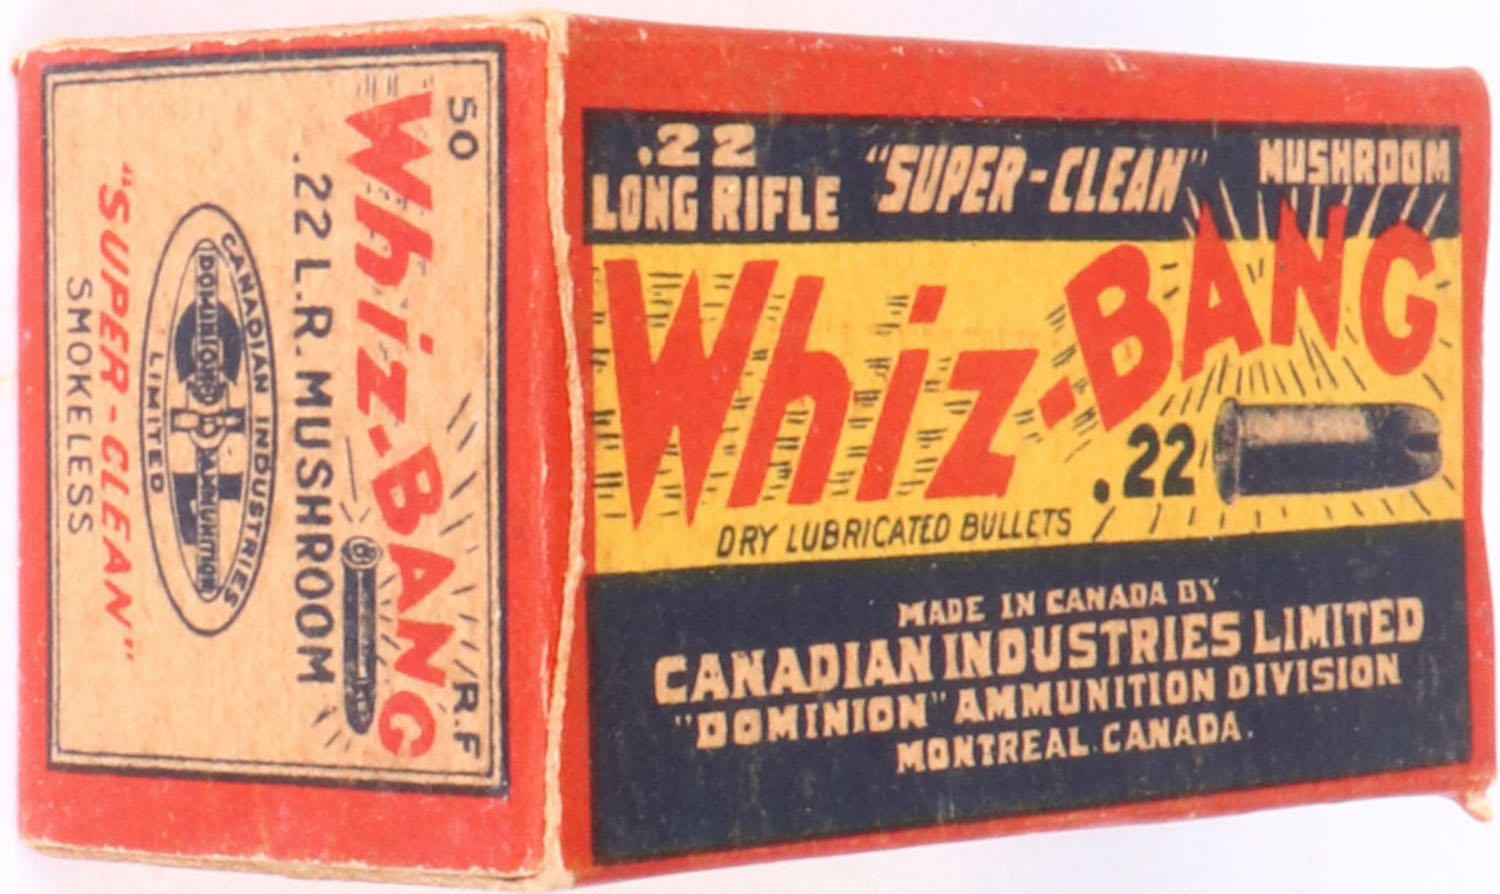 50
R.F
Whiz-BANG
.22 L.R. MUSHROOM
CANADIAN INDUSTRIES
DOMINION AMMUNITION
LIMITED
"SUPER-CLEAN"
SMOKELESS
.22
LONG RIFLE
"SUPER-CLEAN"
MUSHROOM
Whiz-BANG
.22
DRY LUBRICATED BULLETS
MADE IN CANADA BY
CANADIAN INDUSTRIES LIMITED
"DOMINION" AMMUNITION DIVISION
MONTREAL.CANADA.